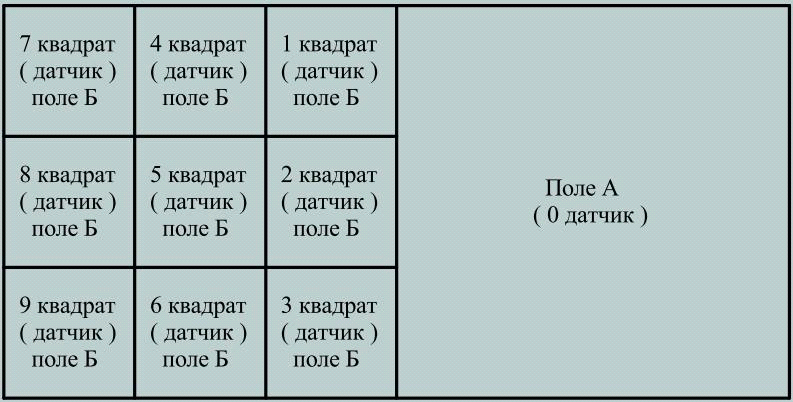 7 квадрат
( датчик )
поле Б
4 квадрат
( датчик )
поле Б
1 квадрат
( датчик )
поле Б
8 квадрат
( датчик )
поле Б
5 квадрат
( датчик )
поле Б
2 квадрат
( датчик )
поле Б
Поле А
( 0 датчик )
9 квадрат
( датчик )
поле Б
6 квадрат
( датчик )
поле Б
3 квадрат
( датчик )
поле Б